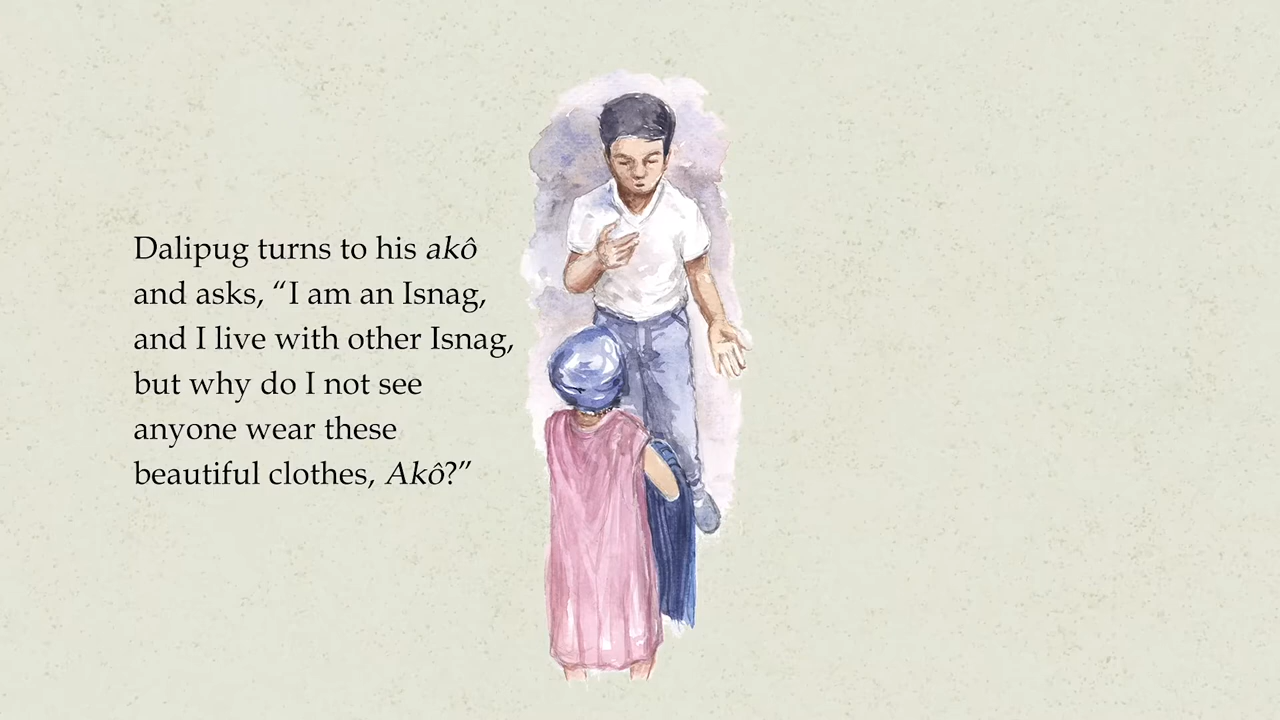 Dalipug turns to his akô
and asks, “I am an Isnag,
and I live with other Isnag,
but why do I not see
anyone wear these
beautiful clothes, Akô?”